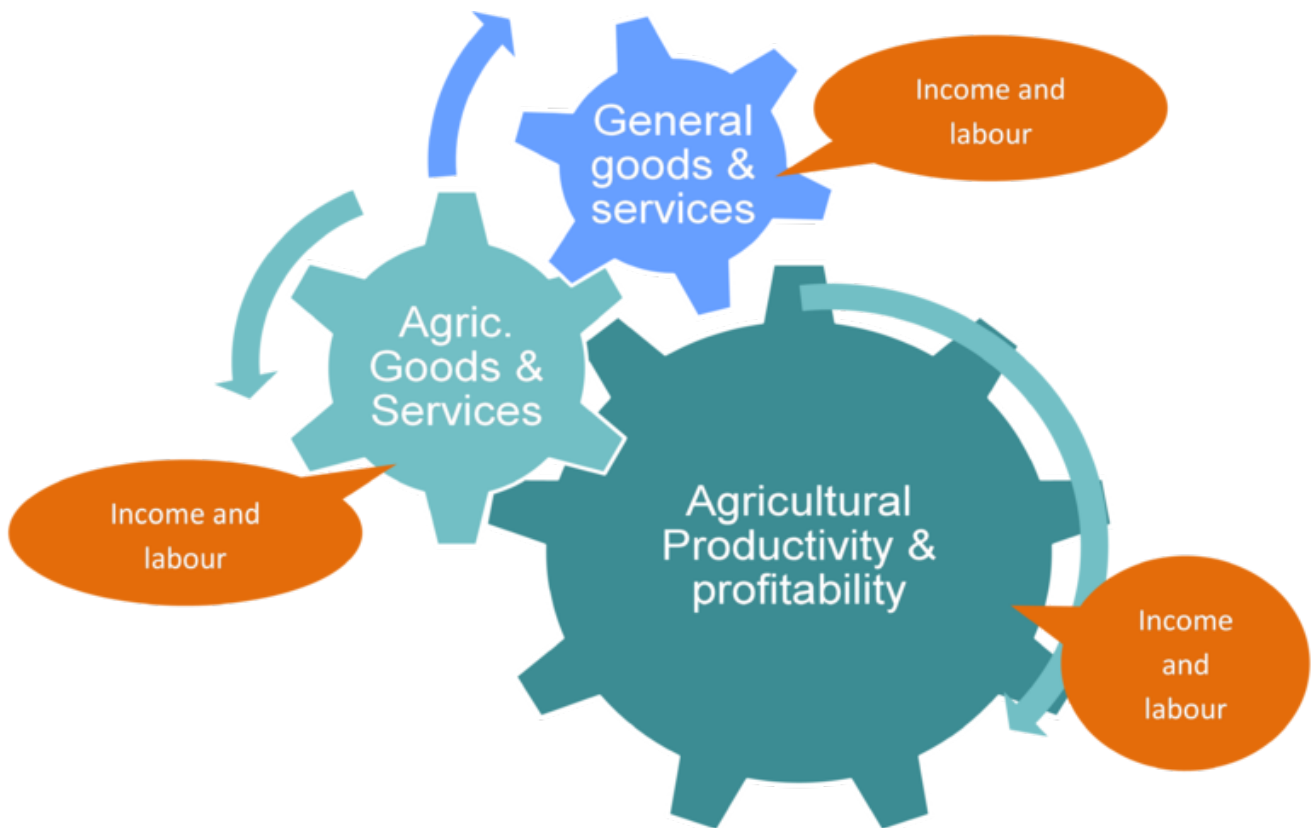 General
goods &
services
Income and
labour
Agric.
Goods &
Services
Income and
labour
Agricultural
Productivity &
profitability
Income
and
labour